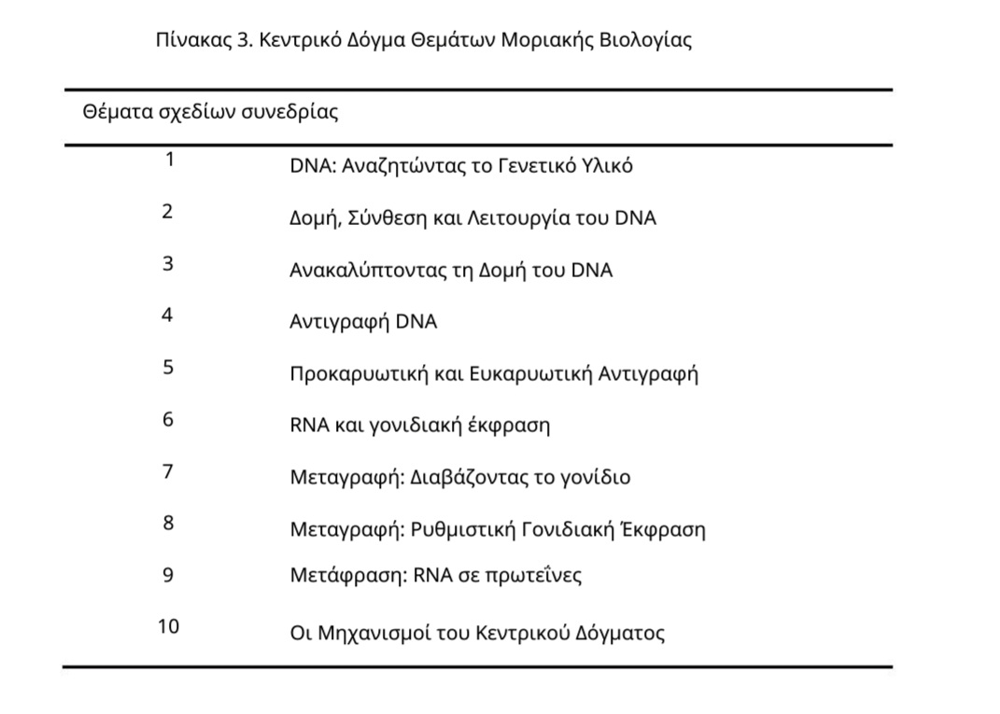 Πίνακας 3. Κεντρικό Δόγμα Θεμάτων Μοριακής Βιολογίας
Θέματα σχεδίων συνεδρίας
1 DNA: Αναζητώντας το Γενετικό Υλικό
2 Δομή, Σύνθεση και Λειτουργία του DNA
3 Ανακαλύπτοντας τη Δομή του DNA
4 Αντιγραφή DNA
5 Προκαρυωτική και Ευκαρυωτική Αντιγραφή
6 RNA και γονιδιακή έκφραση
7 Μεταγραφή: Διαβάζοντας το γονίδιο
8 Μεταγραφή: Ρυθμιστική Γονιδιακή Έκφραση
9 Μετάφραση: RNA σε πρωτεΐνες
10 Οι Μηχανισμοί του Κεντρικού Δόγματος